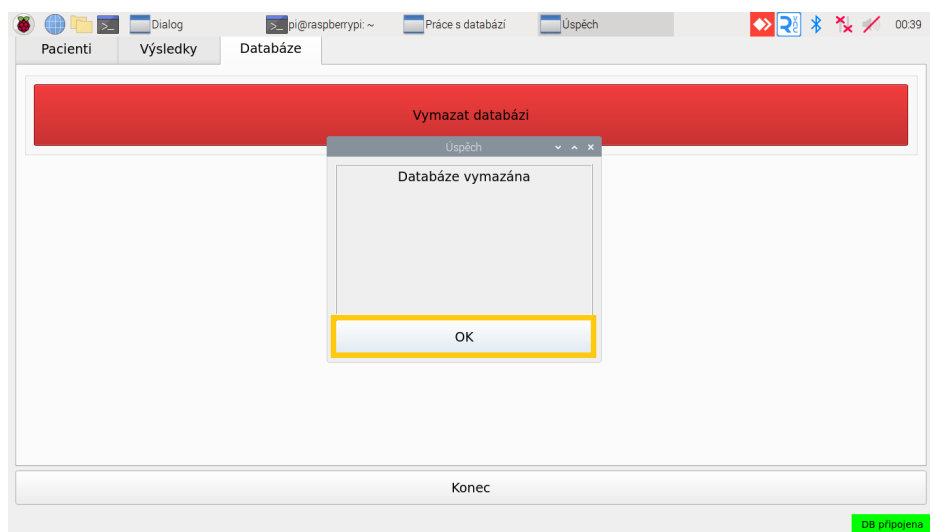 Dialog
pi@raspberrypi: ~
Práce s databází
Úspěch
00:39
Pacienti
Výsledky
Databáze
Vymazat databázi
Úspěch
Databáze vymazána
OK
Konec
DB připojena